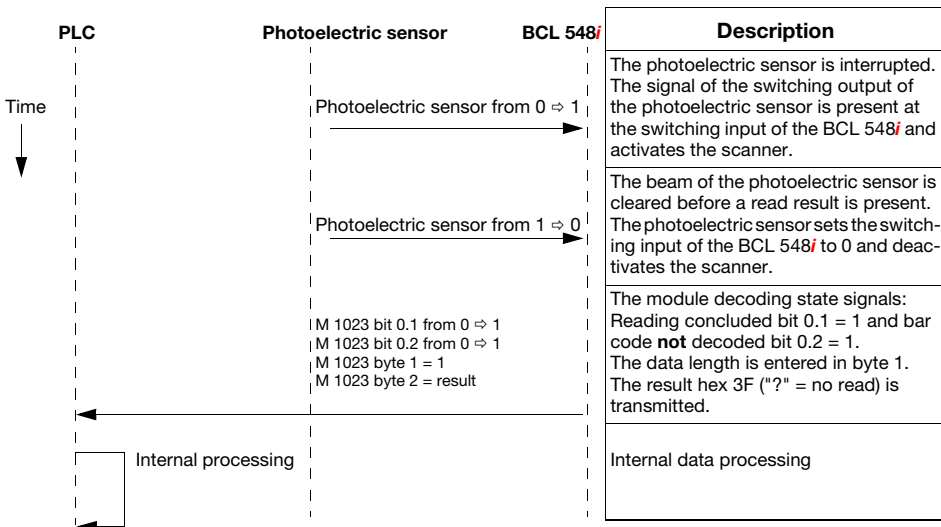 PLC
Photoelectric sensor
BCL 548i
Description
Time
Photoelectric sensor from 0 ⇨ 1
The photoelectric sensor is interrupted.
The signal of the switching output of
the photoelectric sensor is present at
the switching input of the BCL 548i and
activates the scanner.
Photoelectric sensor from 1 ⇨ 0
The beam of the photoelectric sensor is
cleared before a read result is present.
The photoelectric sensor sets the switch-
ing input of the BCL 548i to 0 and deac-
tivates the scanner.
M 1023 bit 0.1 from 0 ⇨ 1
M 1023 bit 0.2 from 0 ⇨ 1
M 1023 byte 1 = 1
M 1023 byte 2 = result
The module decoding state signals:
Reading concluded bit 0.1 = 1 and bar
code not decoded bit 0.2 = 1.
The data length is entered in byte 1.
The result hex 3F ("?" = no read) is
transmitted.
Internal processing
Internal data processing